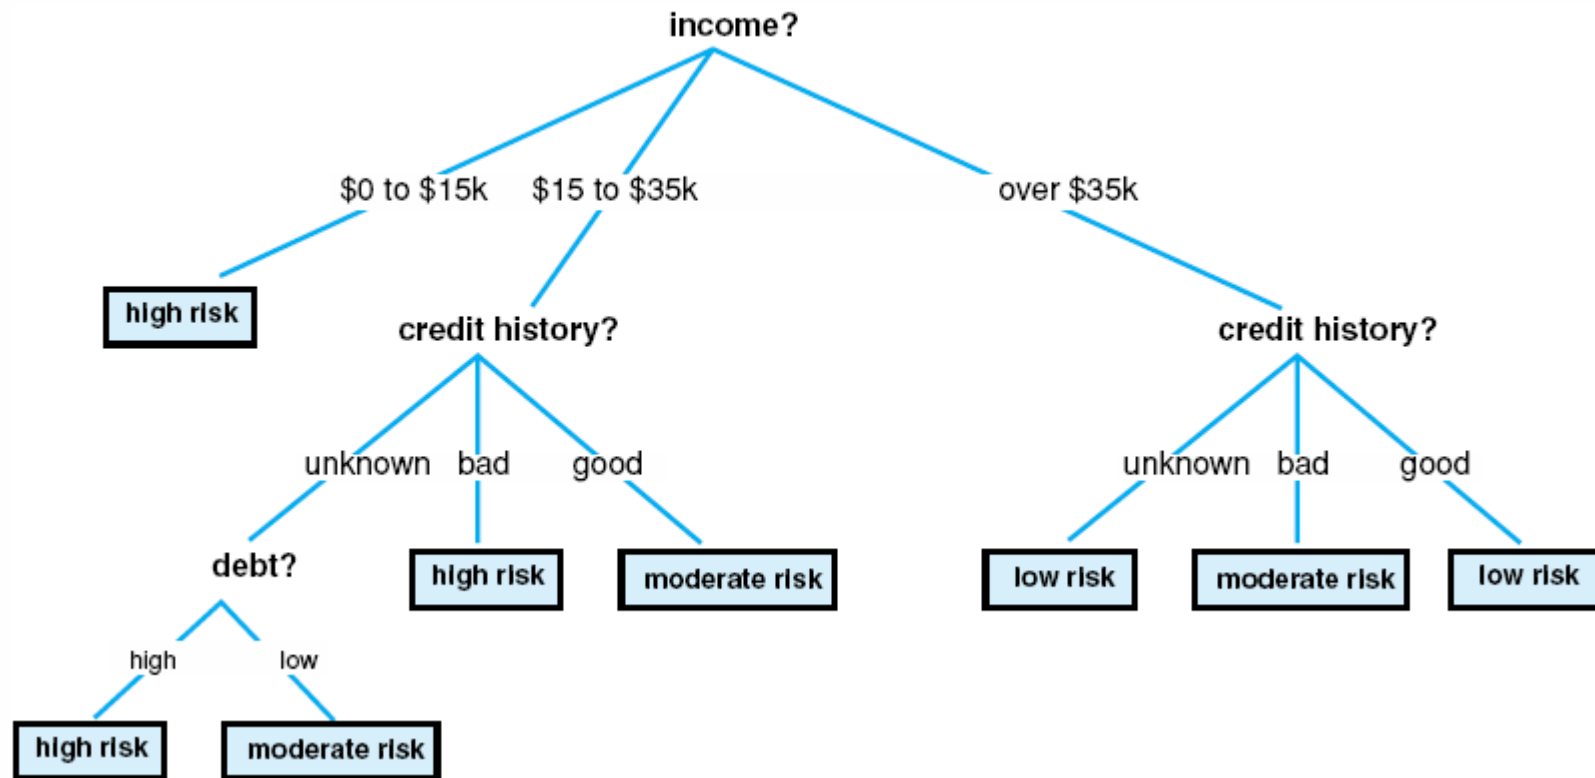 income?
$0 to $15k $15 to $35k over $35k
high risk
credit history? credit history?
unknown bad good unknown bad good
debt? high risk moderate risk low risk moderate risk low risk
high low
high risk moderate risk